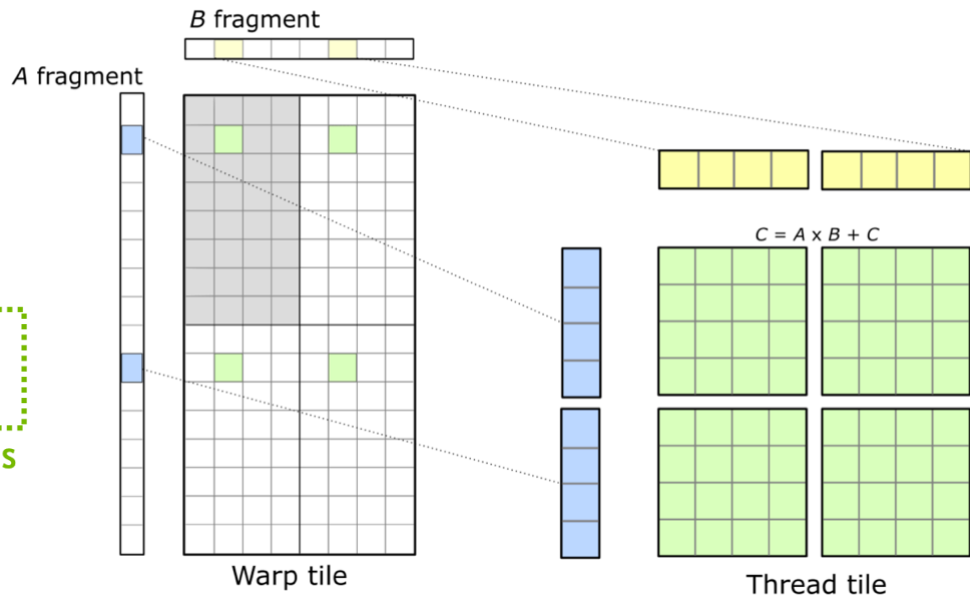 B fragment
A fragment
C = A x B + C
s
Warp tile
Thread tile